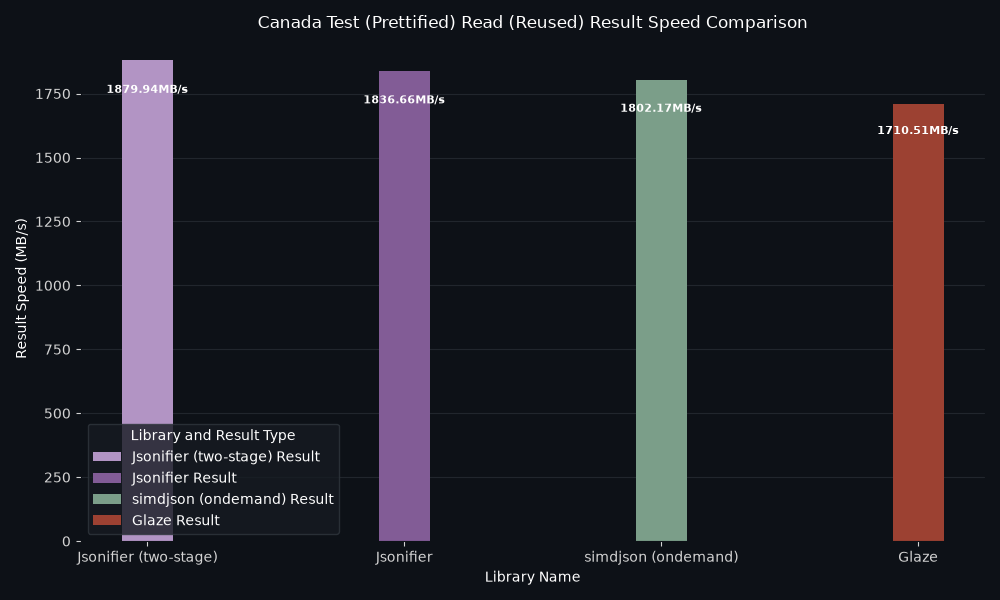 Canada Test (Prettified) Read (Reused) Result Speed Comparison
1879.94MB/s
1836.66MB/s
1802.17MB/s
1710.51MB/s
Result Speed (MB/s)
1750
1500
1250
1000
750
500
250
0
Library and Result Type
Jsonifier (two-stage) Result
Jsonifier Result
simdjson (ondemand) Result
Glaze Result
Jsonifier (two-stage)
Jsonifier
simdjson (ondemand)
Glaze
Library Name